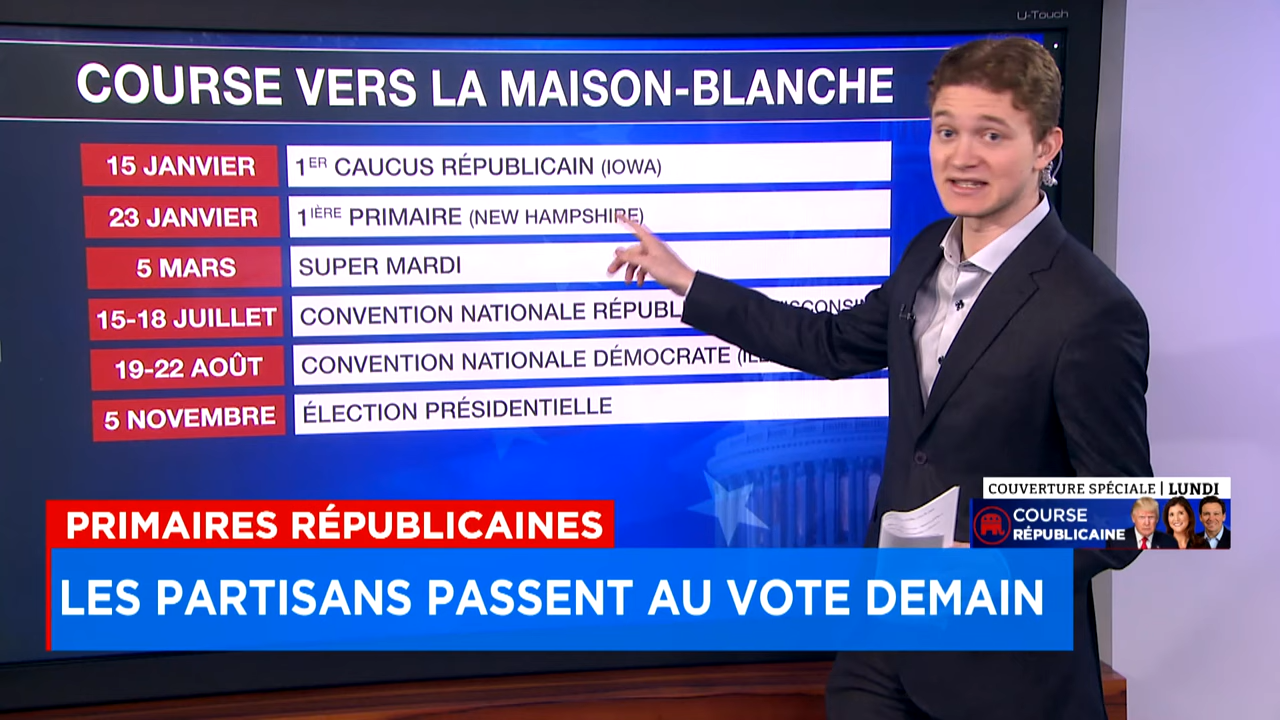 U-Touch
COURSE VERS LA MAISON-BLANCHE
15 JANVIER 1ER CAUCUS RÉPUBLICAIN (IOWA)
23 JANVIER 1IÈRE PRIMAIRE (NEW HAMPSHIRE)
5 MARS SUPER MARDI
15-18 JUILLET CONVENTION NATIONALE
19-22 AOÛT CONVENTION NATIONALE DÉMOCRATE
5 NOVEMBRE ÉLECTION PRÉSIDENTIELLE
COUVERTURE SPÉCIALE | LUNDI
COURSE
RÉPUBLICAINE
PRIMAIRES RÉPUBLICAINES
LES PARTISANS PASSENT AU VOTE DEMAIN